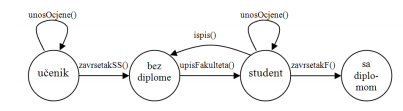 unosOcjene()
unosOcjene()
ispis()
učenik
zavrsetakSS()
bez
diplome
upisFakulteta()
student
zavrsetakF()
sa
diplo-
mom